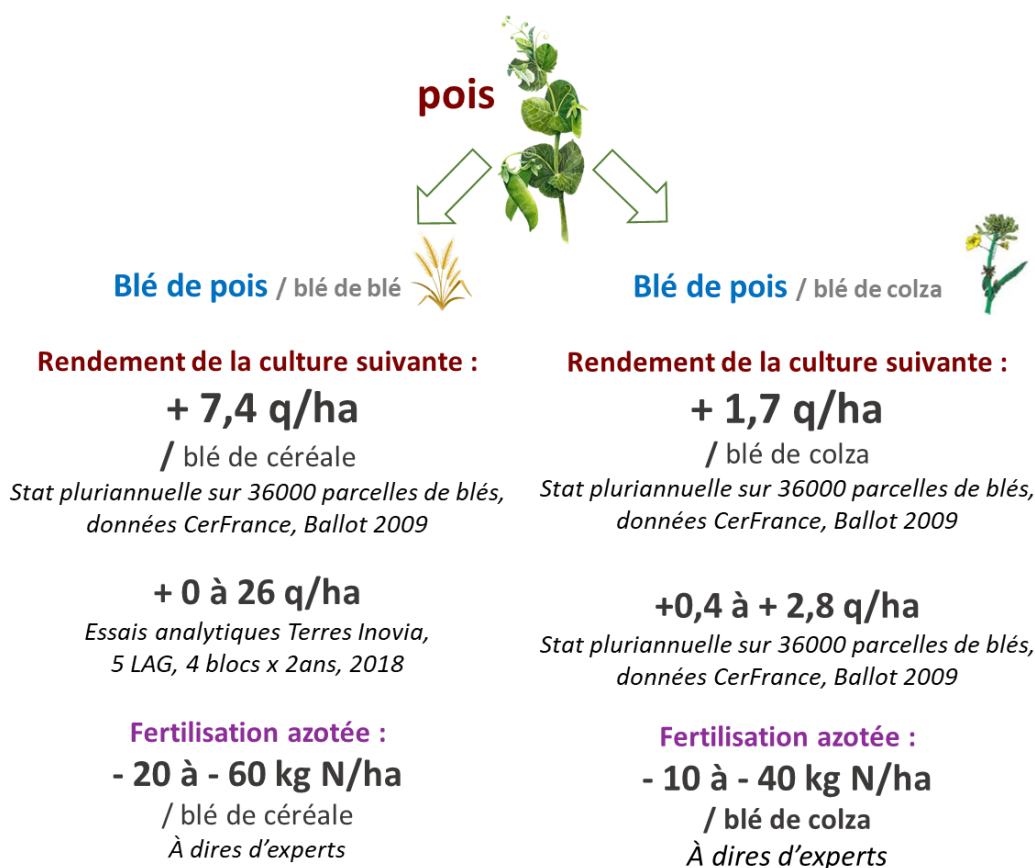 pois
Blé de pois / blé de blé
Rendement de la culture suivante :
+ 7,4 q/ha
/ blé de céréale
Stat pluriannuelle sur 36000 parcelles de blés,
données CerFrance, Ballot 2009
+ 0 à 26 q/ha
Essais analytiques Terres Inovia,
5 LAG, 4 blocs x 2ans, 2018
Fertilisation azotée :
- 20 à - 60 kg N/ha
/ blé de céréale
À dires d’experts
Blé de pois / blé de colza
Rendement de la culture suivante :
+ 1,7 q/ha
/ blé de colza
Stat pluriannuelle sur 36000 parcelles de blés,
données CerFrance, Ballot 2009
+0,4 à + 2,8 q/ha
Stat pluriannuelle sur 36000 parcelles de blés,
données CerFrance, Ballot 2009
Fertilisation azotée :
- 10 à - 40 kg N/ha
/ blé de colza
À dires d’experts